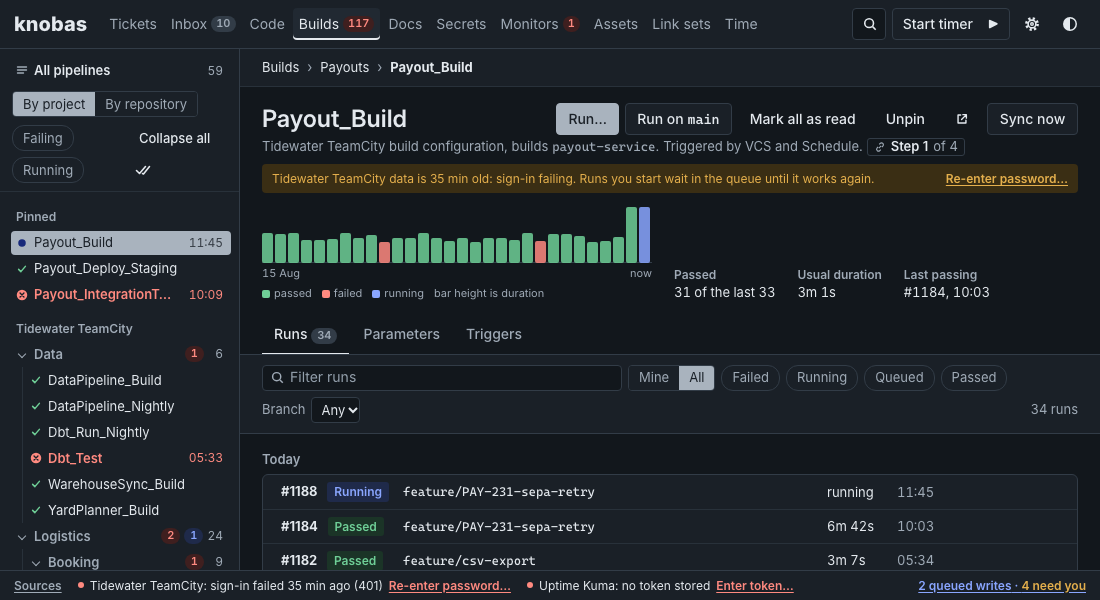 knobas Tickets Inbox 10 Code Builds 117 Docs Secrets Monitors 1 Assets Link sets Time Start timer
All pipelines 59
By project By repository
Failing Collapse all
Running
Pinned
Payout_Build 11:45
Payout_Deploy_Staging
Payout_IntegrationT... 10:09
Tidewater TeamCity
Data 1 6
DataPipeline_Build
DataPipeline_Nightly
Dbt_Run_Nightly
Dbt_Test 05:33
WarehouseSync_Build
YardPlanner_Build
Logistics 2 1 24
Booking 1 9
Builds › Payouts › Payout_Build
Payout_Build Run... Run on main Mark all as read Unpin Sync now
Tidewater TeamCity build configuration, builds payout-service. Triggered by VCS and Schedule. Step 1 of 4
Tidewater TeamCity data is 35 min old: sign-in failing. Runs you start wait in the queue until it works again. Re-enter password...
15 Aug now
passed failed running bar height is duration
Passed Usual duration Last passing
31 of the last 33 3m 1s #1184, 10:03
Runs 34 Parameters Triggers
Filter runs Mine All Failed Running Queued Passed
Branch Any 34 runs
Today
#1188 Running feature/PAY-231-sepa-retry running 11:45
#1184 Passed feature/PAY-231-sepa-retry 6m 42s 10:03
#1182 Passed feature/csv-export 3m 7s 05:34
Sources Tidewater TeamCity: sign-in failed 35 min ago (401) Re-enter password... Uptime Kuma: no token stored Enter token... 2 queued writes · 4 need you